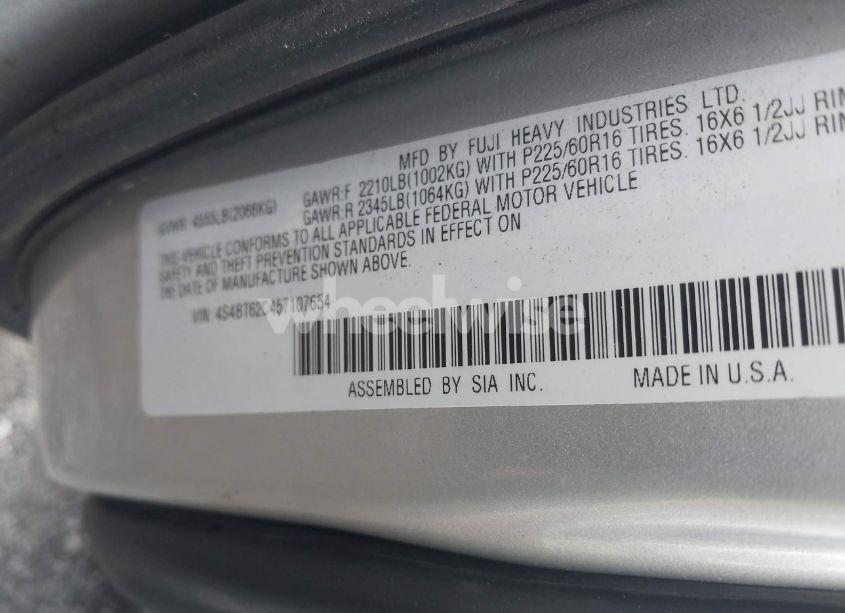 MFD BY FUJI HEAVY INDUSTRIES LTD.
GVWR: 4555LB(2066KG)
GAWR:F 2210LB(1002KG) WITH P225/60R16 TIRES. 16X6 1/2JJ RIM
GAWR:R 2345LB(1064KG) WITH P225/60R16 TIRES. 16X6 1/2JJ RIM
THIS VEHICLE CONFORMS TO ALL APPLICABLE FEDERAL MOTOR VEHICLE
SAFETY AND THEFT PREVENTION STANDARDS IN EFFECT ON
THE DATE OF MANUFACTURE SHOWN ABOVE.
VIN: 4S4BT62C457107654
wheelwise
ASSEMBLED BY SIA INC.
MADE IN U.S.A.